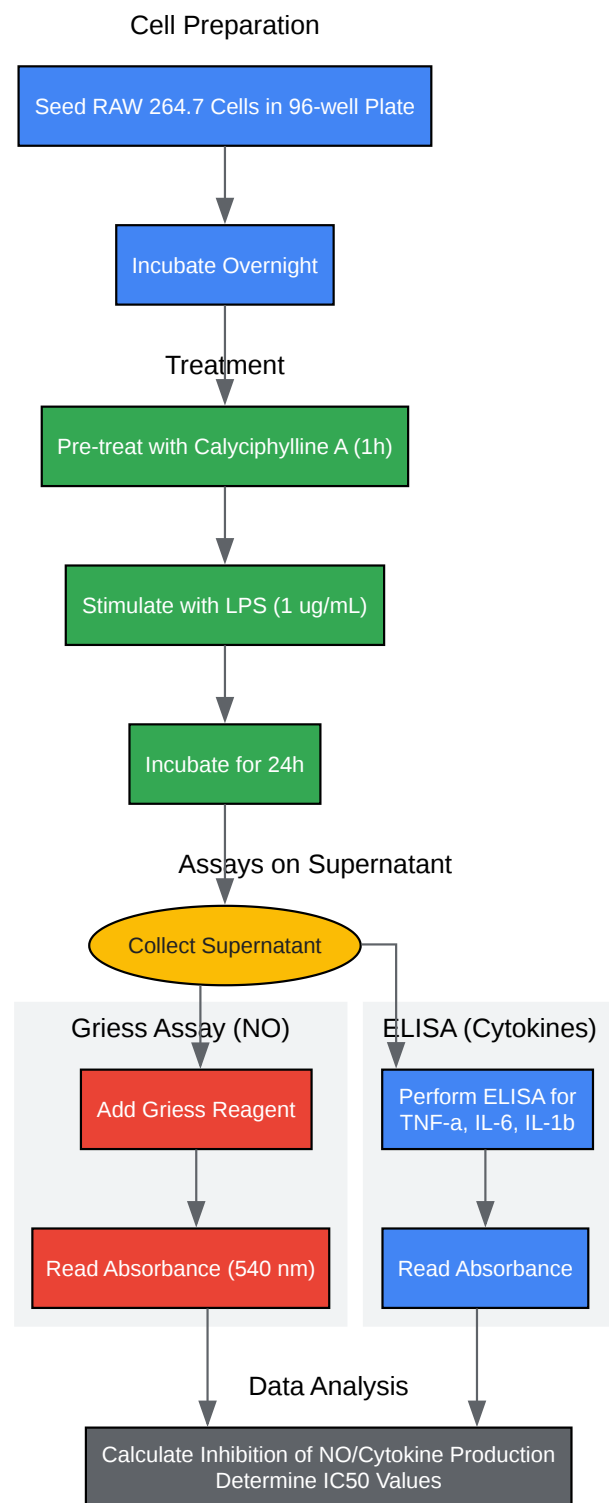 Cell Preparation
Seed RAW 264.7 Cells in 96-well Plate
Incubate Overnight
Treatment
Pre-treat with Calyciphylline A (1h)
Stimulate with LPS (1 ug/mL)
Incubate for 24h
Assays on Supernatant
Collect Supernatant
Griess Assay (NO)
Add Griess Reagent
Read Absorbance (540 nm)
ELISA (Cytokines)
Perform ELISA for
TNF-a, IL-6, IL-1b
Read Absorbance
Data Analysis
Calculate Inhibition of NO/Cytokine Production
Determine IC50 Values